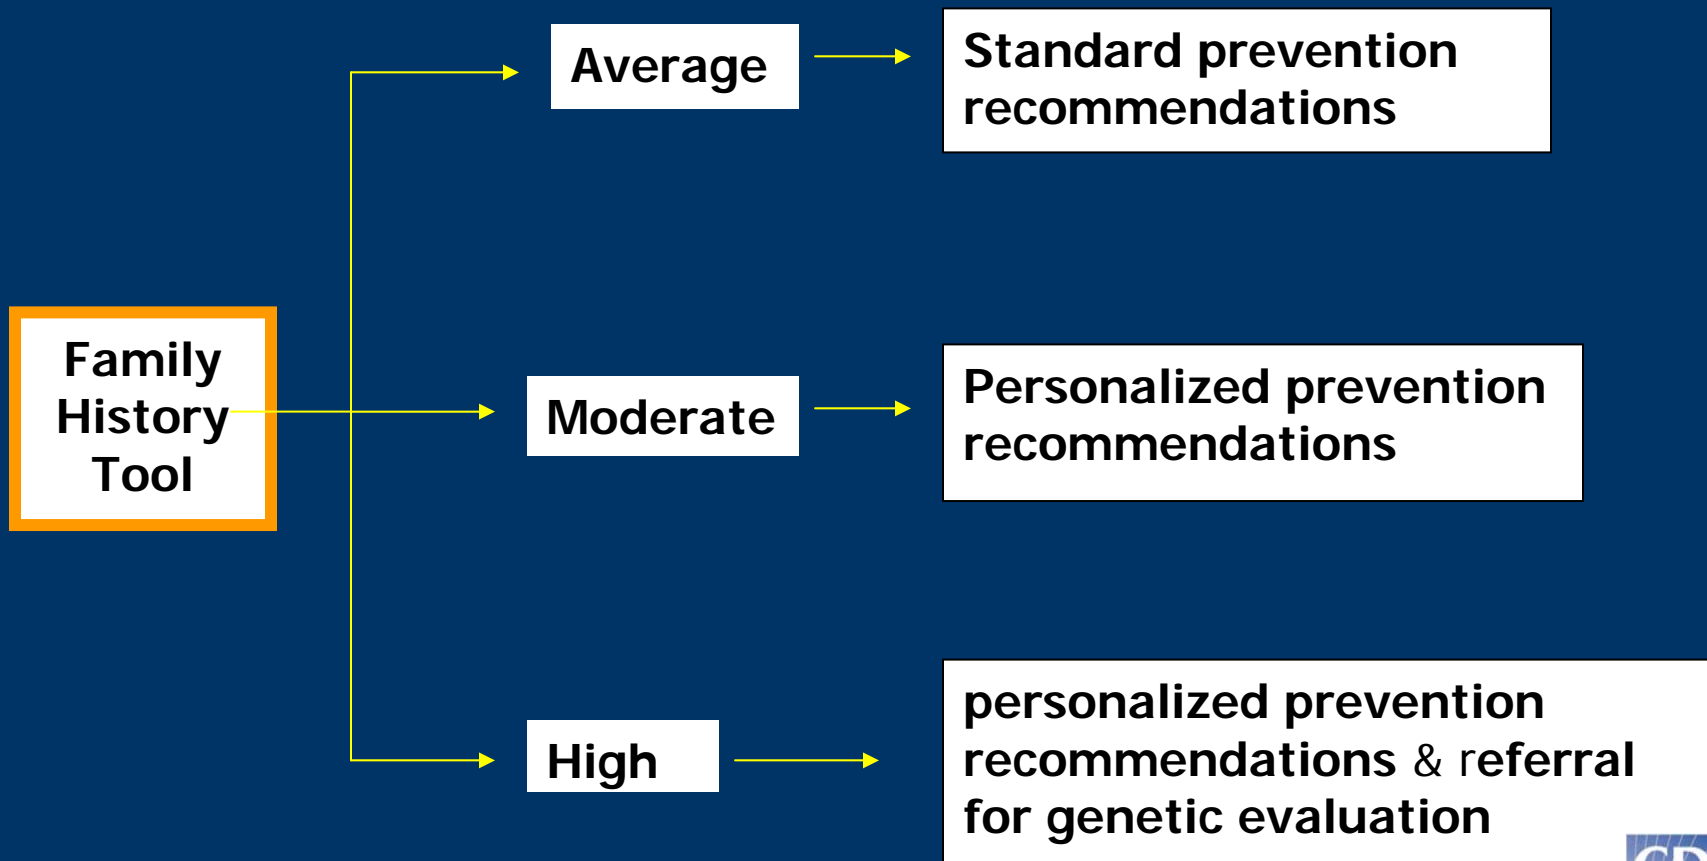 Average
Standard prevention
recommendations
Family
History
Tool
Moderate
Personalized prevention
recommendations
High
personalized prevention
recommendations & referral
for genetic evaluation